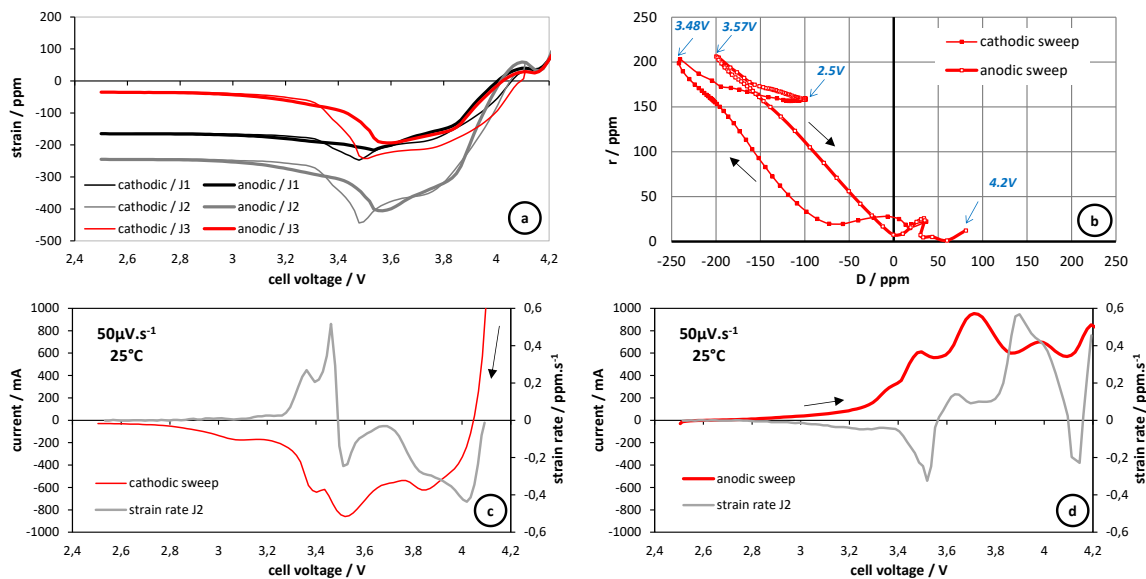 200
100
0
-100
-200
-300
-400
-500
strain / ppm
2,4 2,6 2,8 3 3,2 3,4 3,6 3,8 4 4,2
cell voltage / V
cathodic / J1 anodic / J1
cathodic / J2 anodic / J2
cathodic / J3 anodic / J3
a
250
200
150
100
50
0
r / ppm
-250 -200 -150 -100 -50 0 50 100 150 200 250
D / ppm
3.48V 3.57V
2.5V
4.2V
cathodic sweep
anodic sweep
b
1000
800
600
400
200
0
-200
-400
-600
-800
-1000
current / mA
50µV.s-1
25°C
cathodic sweep
strain rate J2
c
0,6
0,4
0,2
0
-0,2
-0,4
-0,6
strain rate / ppm.s-1
2,4 2,6 2,8 3 3,2 3,4 3,6 3,8 4 4,2
cell voltage / V
1000
800
600
400
200
0
-200
-400
-600
-800
-1000
current / mA
50µV.s-1
25°C
anodic sweep
strain rate J2
d
0,6
0,4
0,2
0
-0,2
-0,4
-0,6
strain rate / ppm.s-1
2,4 2,6 2,8 3 3,2 3,4 3,6 3,8 4 4,2
cell voltage / V